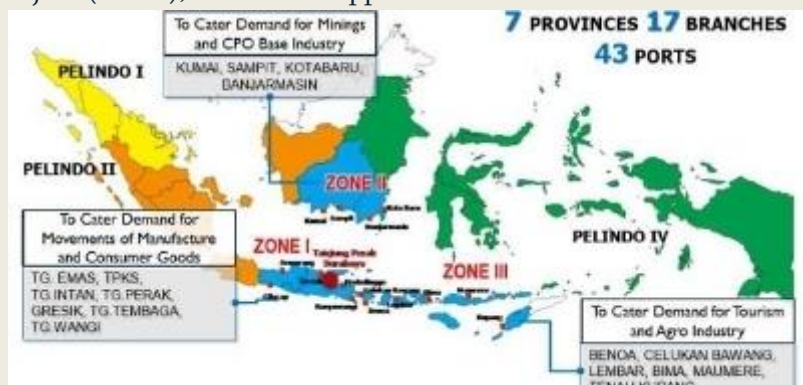 To Cater Demand for Minings
and CPO Base Industry
KUMAI, SAMPIT, KOTABARU,
BANJARMASIN
7 PROVINCES 17 BRANCHES
43 PORTS
PELINDO I
PELINDO II
ZONE II
To Cater Demand for
Movements of Manufacture
and Consumer Goods
TG. EMAS, TPKS,
TG.INTAN, TG.PERAK,
GRESIK, TG.TEMBAGA,
TG.WANGI
ZONE I
Tanjung Perak
Surabaya
ZONE III
PELINDO IV
To Cater Demand for Tourism
and Agro Industry
BENOA, CELUKAN BAWANG,
LEMBAR, BIMA, MAUMERE,